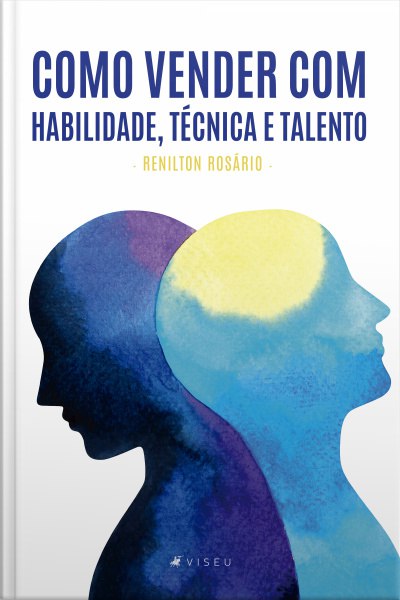 COMO VENDER COM
HABILIDADE, TÉCNICA E TALENTO
- RENILTON ROSÁRIO -
VISEU